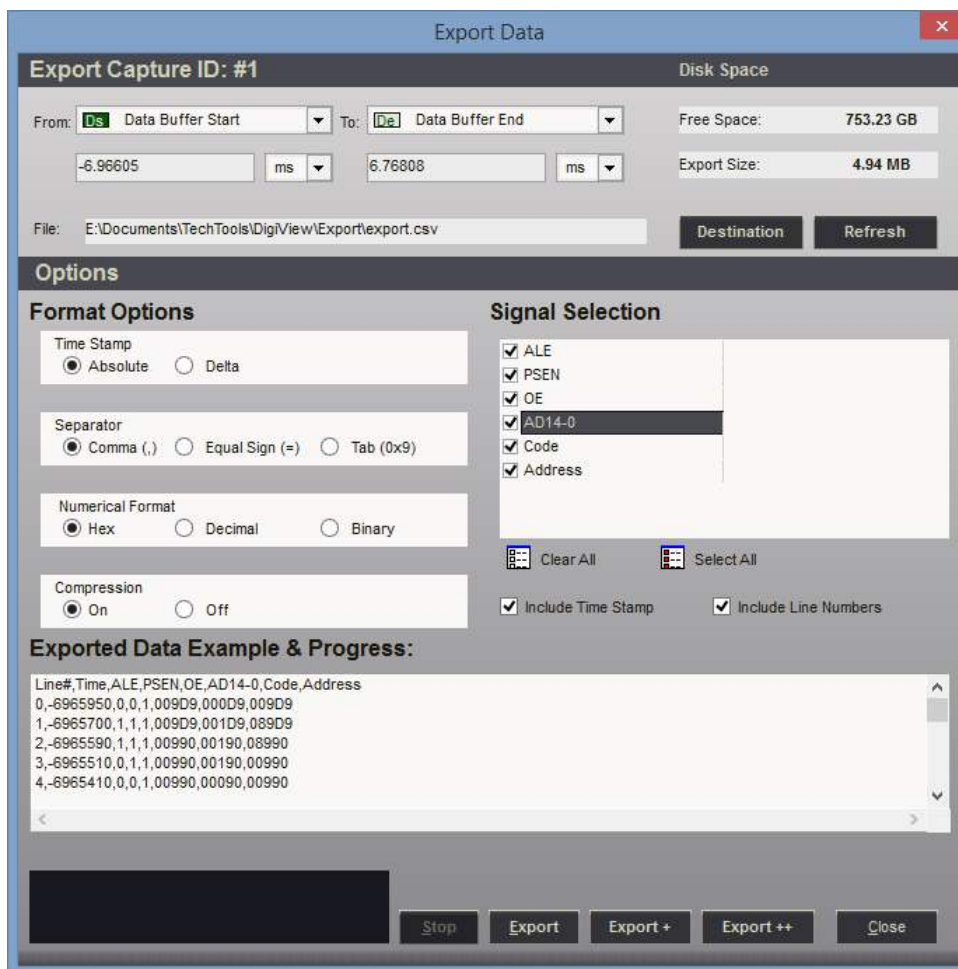 Export Data
Export Capture ID: #1
Disk Space
From: Ds Data Buffer Start To: De Data Buffer End
Free Space: 753.23 GB
-6.96605 ms 6.76808 ms
Export Size: 4.94 MB
File: E:\Documents\TechTools\DigiView\Export\export.csv
Destination Refresh
Options
Format Options
Time Stamp
Absolute Delta
Separator
Comma (,) Equal Sign (=) Tab (0x9)
Numerical Format
Hex Decimal Binary
Compression
On Off
Signal Selection
ALE
PSEN
OE
AD14-0
Code
Address
Clear All Select All
Include Time Stamp Include Line Numbers
Exported Data Example & Progress:
Line#,Time,ALE,PSEN,OE,AD14-0,Code,Address
0,-6965950,0,0,1,009D9,000D9,009D9
1,-6965700,1,1,1,009D9,001D9,089D9
2,-6965590,1,1,1,00990,00190,08990
3,-6965510,0,1,1,00990,00190,00990
4,-6965410,0,0,1,00990,00090,00990
Stop Export Export + Export ++ Close